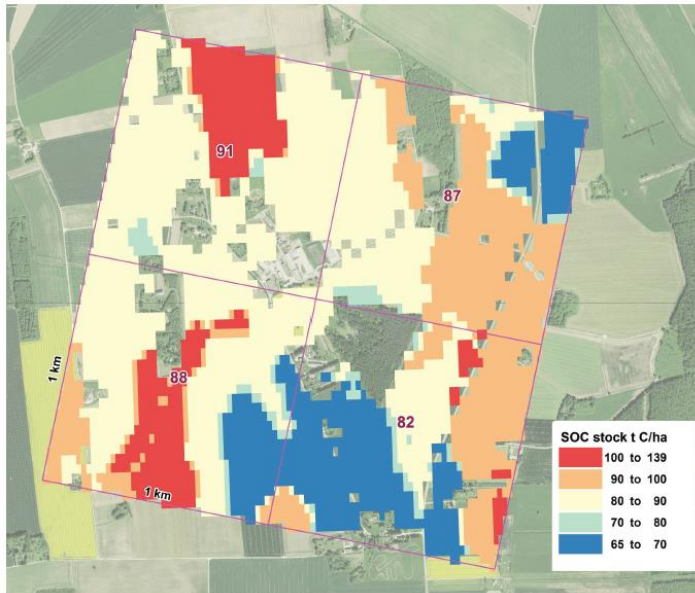 91
87
1 km
88
82
1 km
SOC stock t C/ha
100 to 139
90 to 100
80 to 90
70 to 80
65 to 70